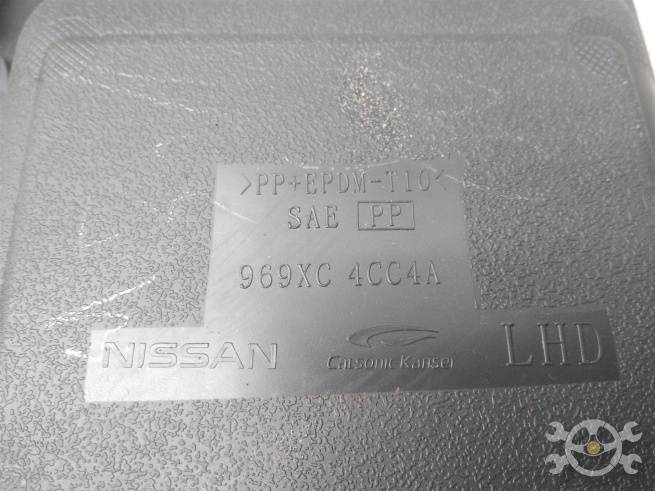 >PP+EPDM-T10<
SAE PP
969XC 4CC4A
NISSAN Calsonic Kansei LHD